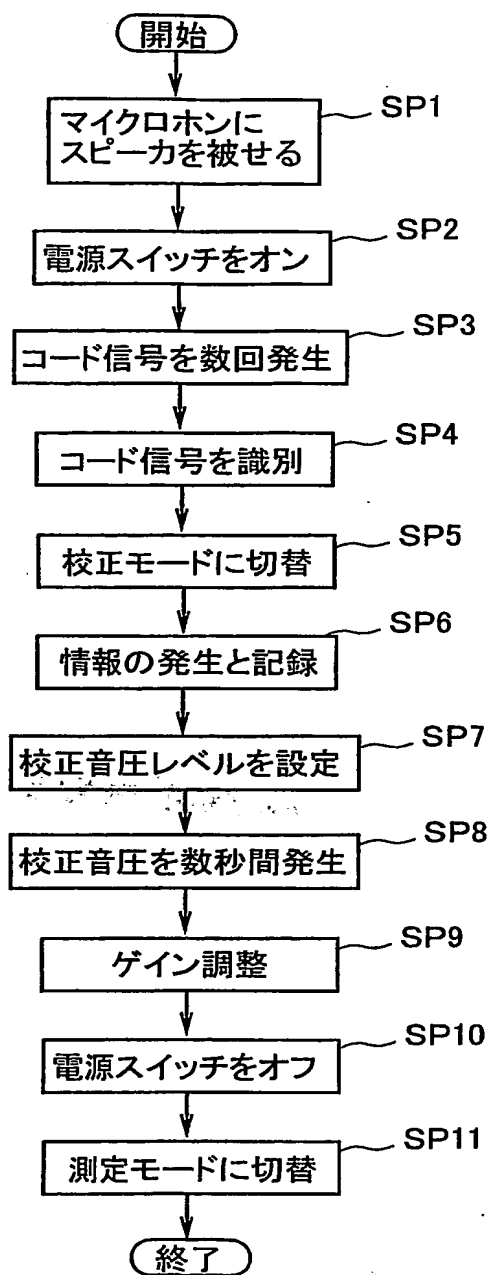 開始
SP1
マイクロホンに
スピーカを被せる
SP2
電源スイッチをオン
SP3
コード信号を数回発生
SP4
コード信号を識別
SP5
校正モードに切替
SP6
情報の発生と記録
SP7
校正音圧レベルを設定
SP8
校正音圧を数秒間発生
SP9
ゲイン調整
SP10
電源スイッチをオフ
SP11
測定モードに切替
終了